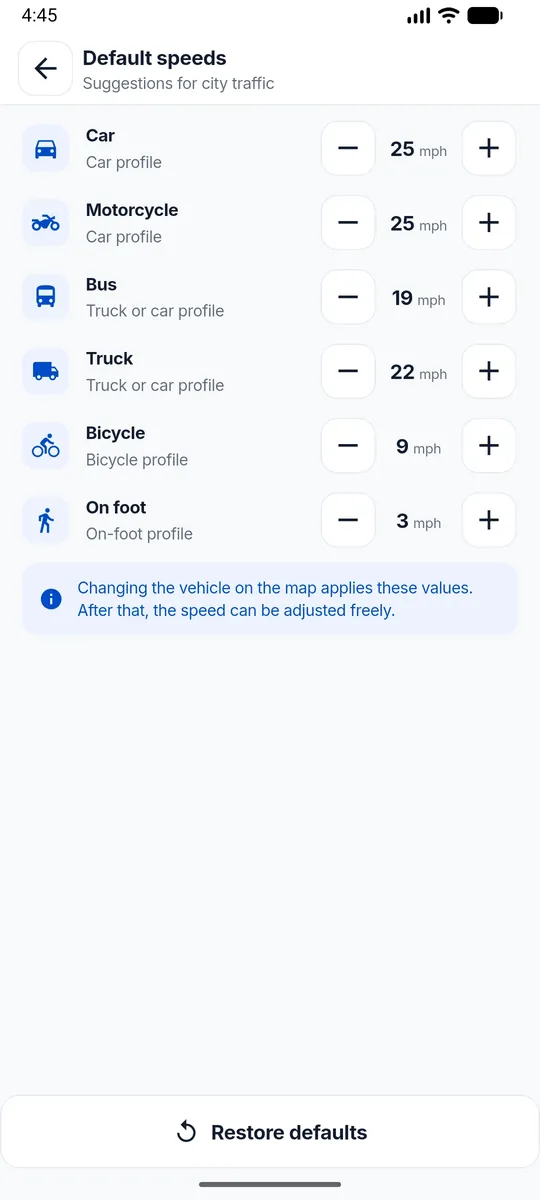 4:45
Default speeds
Suggestions for city traffic
Car
Car profile
25 mph
Motorcycle
Car profile
25 mph
Bus
Truck or car profile
19 mph
Truck
Truck or car profile
22 mph
Bicycle
Bicycle profile
9 mph
On foot
On-foot profile
3 mph
Changing the vehicle on the map applies these values.
After that, the speed can be adjusted freely.
Restore defaults